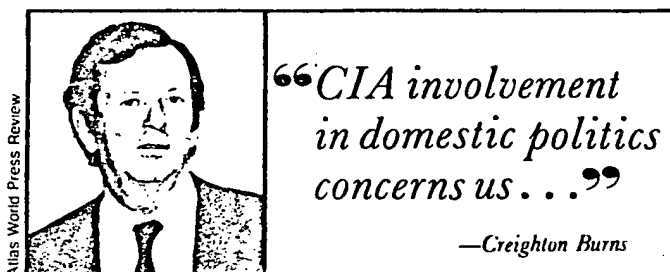 Atlas World Press Review
“CIA involvement
in domestic politics
concerns us . . .”
—Creighton Burns